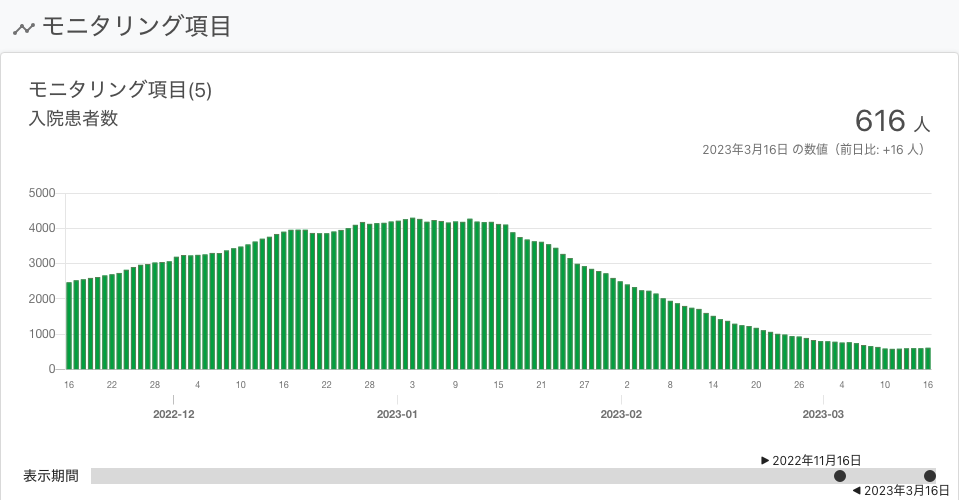 モニタリング項目
モニタリング項目(5)
入院患者数
616 人
2023年3月16日 の数値（前日比: +16 人）
5000
4000
3000
2000
1000
0
16 22 28 4 10 16 22 28 3 9 15 21 27 2 8 14 20 26 4 10 16
2022-12 2023-01 2023-02 2023-03
▶ 2022年11月16日
表示期間
◀ 2023年3月16日